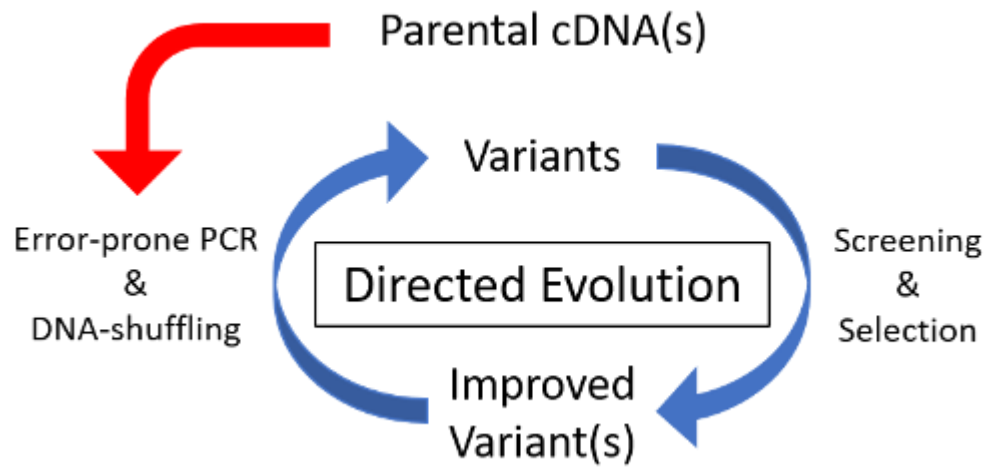 Parental cDNA(s)
Variants
Error-prone PCR
&
DNA-shuffling
Directed Evolution
Screening
&
Selection
Improved
Variant(s)